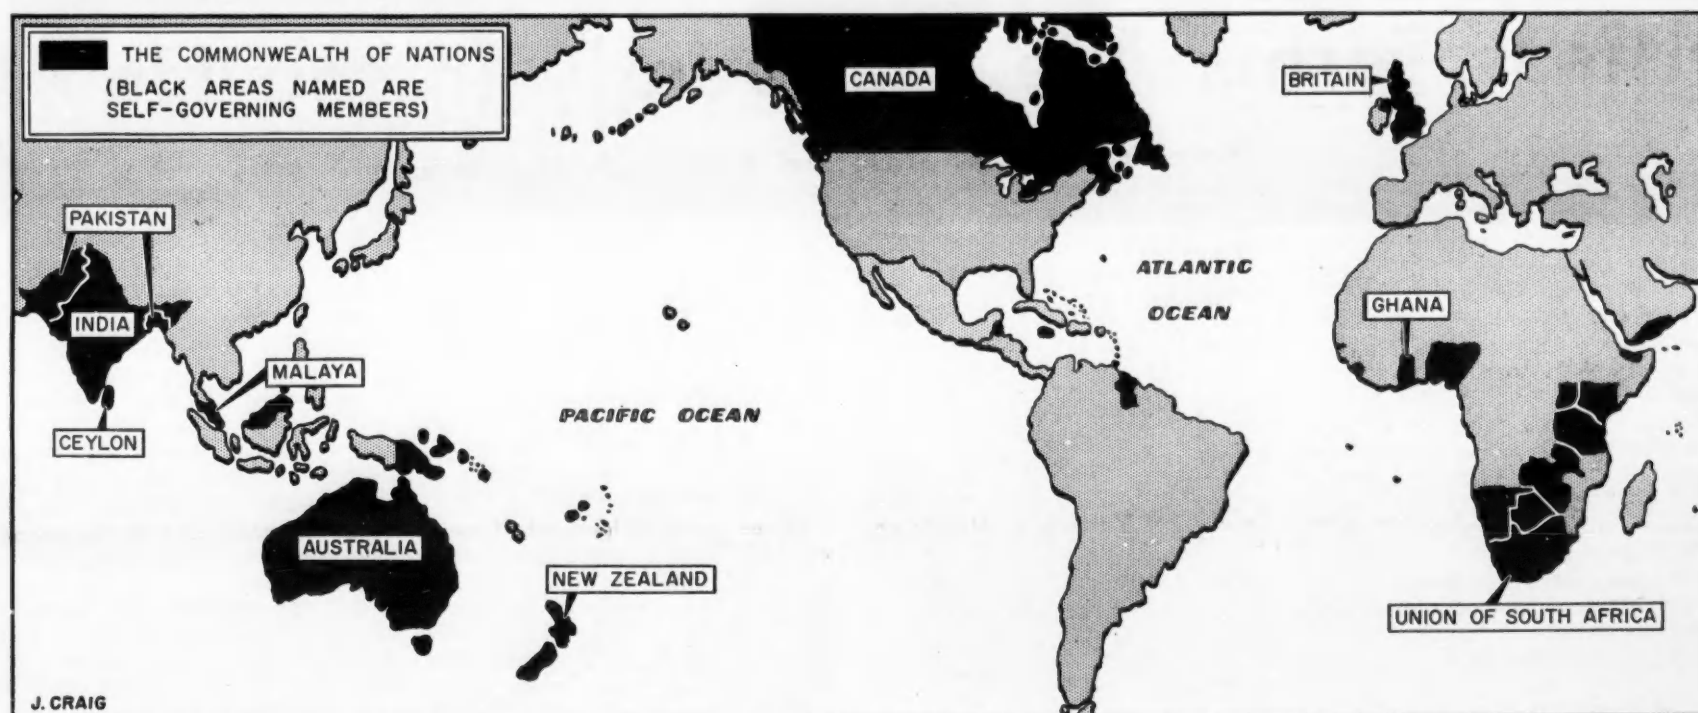 THE COMMONWEALTH OF NATIONS
(BLACK AREAS NAMED ARE
SELF-GOVERNING MEMBERS)
CANADA
BRITAIN
PAKISTAN
ATLANTIC
OCEAN
INDIA
GHANA
MALAYA
PACIFIC OCEAN
CEYLON
AUSTRALIA
NEW ZEALAND
UNION OF SOUTH AFRICA
J. CRAIG